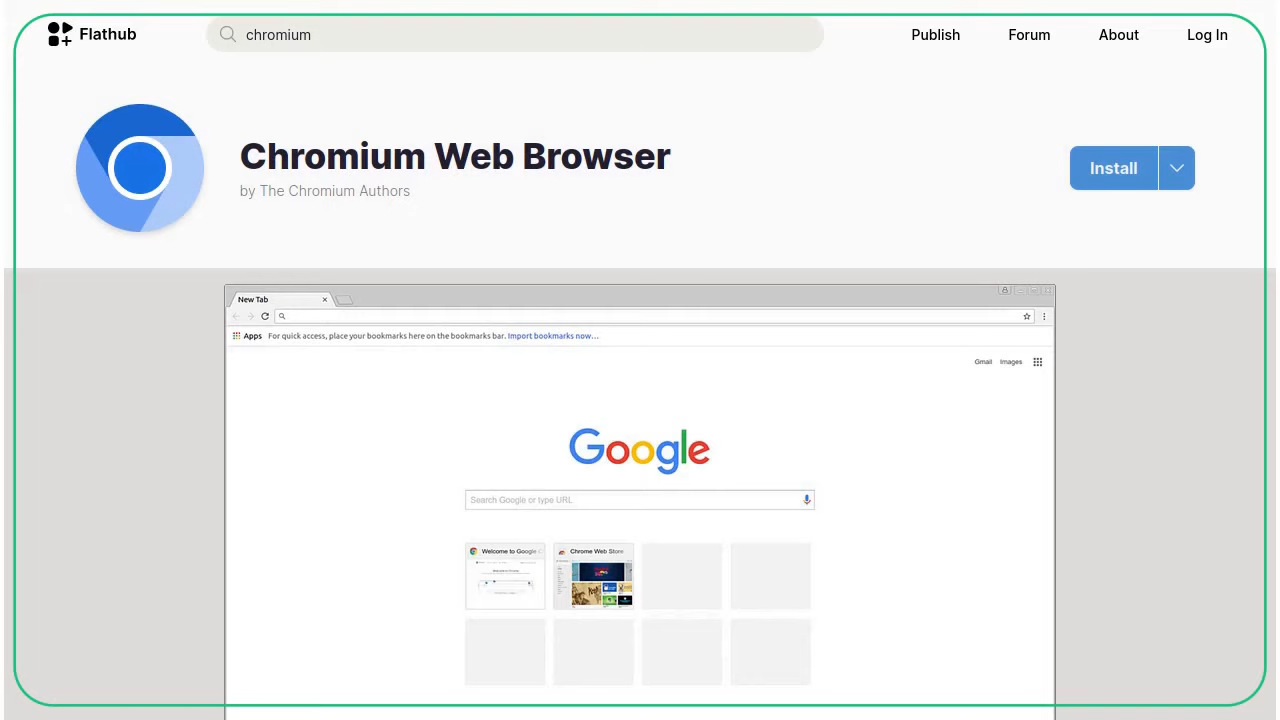 Flathub
chromium
Publish
Forum
About
Log In
Chromium Web Browser
by The Chromium Authors
Install
New Tab
Apps
For quick access, place your bookmarks here on the bookmarks bar. Import bookmarks now...
Gmail
Images
Google
Search Google or type URL
Welcome to Google
Chrome Web Store